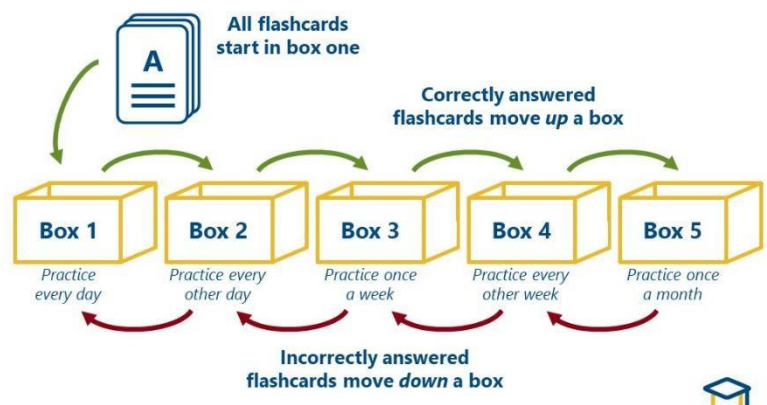 All flashcards
start in box one
A
Correctly answered
flashcards move up a box
Box 1
Box 2
Box 3
Box 4
Box 5
Practice
every day
Practice every
other day
Practice once
a week
Practice every
other week
Practice once
a month
Incorrectly answered
flashcards move down a box